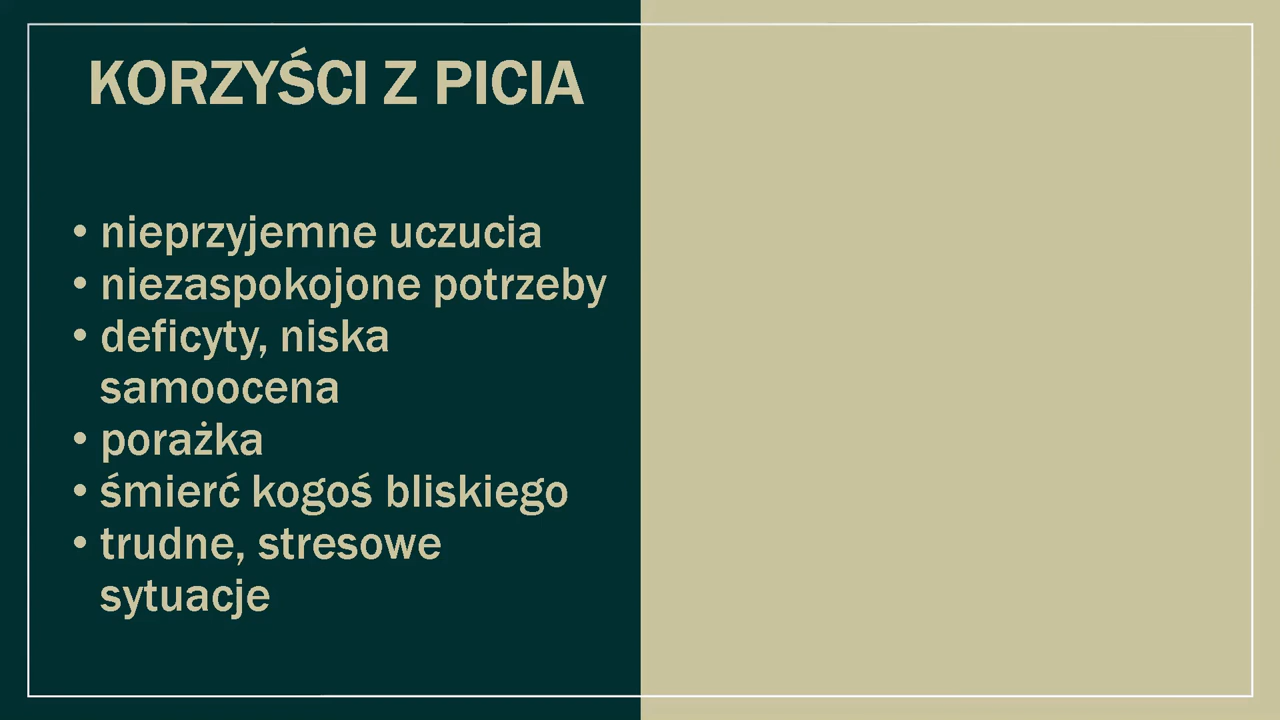 KORZYŚCI Z PICIA
• nieprzyjemne uczucia
• niezaspokojone potrzeby
• deficyty, niska
samoocena
• porażka
• śmierć kogoś bliskiego
• trudne, stresowe
sytuacje